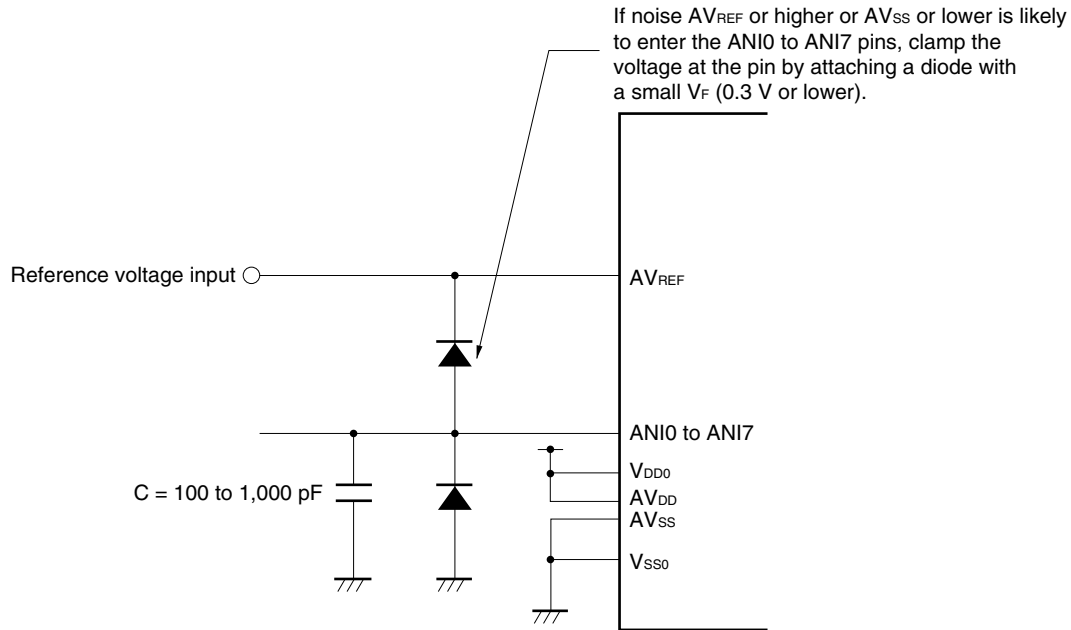 If noise AVREF or higher or AVSS or lower is likely
to enter the ANI0 to ANI7 pins, clamp the
voltage at the pin by attaching a diode with
a small VF (0.3 V or lower).
Reference voltage input
AVREF
ANI0 to ANI7
VDD0
C = 100 to 1,000 pF
AVDD
AVSS
VSS0